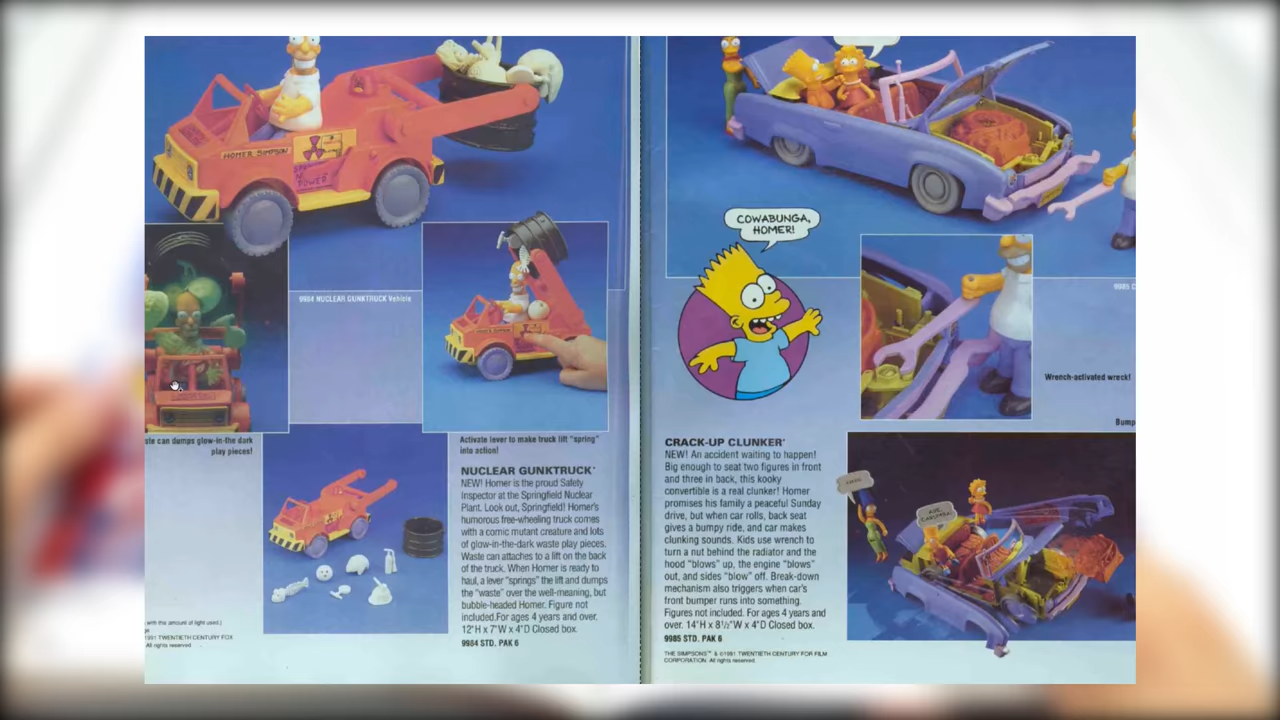 HOMER SIMPSON
9984 NUCLEAR GUNKTRUCK Vehicle
can dumps glow-in-the dark
play pieces!
Activate lever to make truck lift "spring"
into action!
NUCLEAR GUNKTRUCK*
NEW! Homer is the proud Safety
Inspector at the Springfield Nuclear
Plant. Look out, Springfield! Homer's
humorous free-wheeling truck comes
with a comic mutant creature and lots
of glow-in-the-dark waste play pieces.
Waste can attaches to a lift on the back
of the truck. When Homer is ready to
haul, a lever "springs" the lift and dumps
the "waste" over the well-meaning, but
bubble-headed Homer. Figure not
included.For ages 4 years and over.
12"H x 7"W x 4"D Closed box.
9984 STD. PAK 6
with the amount of light used.)
1991 TWENTIETH CENTURY FOX
All rights reserved
COWABUNGA,
HOMER!
9985 C
Wrench-activated wreck!
Bump
CRACK-UP CLUNKER*
NEW! An accident waiting to happen!
Big enough to seat two figures in front
and three in back, this kooky
convertible is a real clunker! Homer
promises his family a peaceful Sunday
drive, but when car rolls, back seat
gives a bumpy ride, and car makes
clunking sounds. Kids use wrench to
turn a nut behind the radiator and the
hood "blows" up, the engine "blows"
out, and sides "blow" off. Break-down
mechanism also triggers when car's
front bumper runs into something.
Figures not included. For ages 4 years and
over. 14"H x 8½"W x 4"D Closed box.
9985 STD. PAK 6
THE SIMPSONS™ & ©1991 TWENTIETH CENTURY FOR FILM
CORPORATION. All rights reserved.
AYE,
CARUMBA!